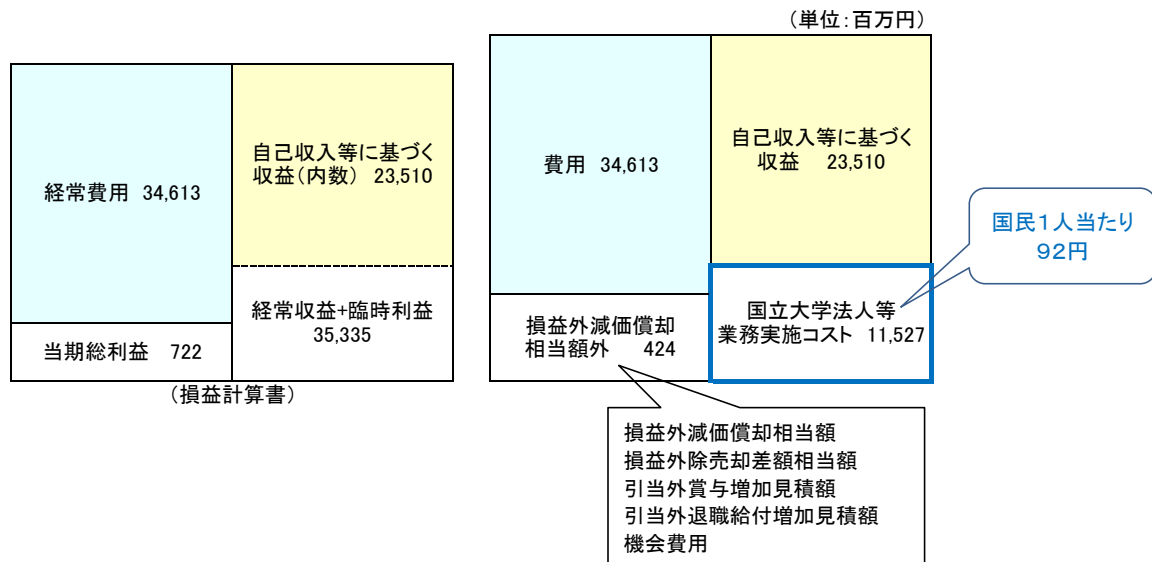 (単位:百万円)
経常費用 34,613
自己収入等に基づく
収益(内数) 23,510
経常収益+臨時利益
35,335
当期総利益 722
(損益計算書)
費用 34,613
自己収入等に基づく
収益 23,510
損益外減価償却
相当額外 424
国立大学法人等
業務実施コスト 11,527
国民1人当たり
92円
損益外減価償却相当額
損益外除売却差額相当額
引当外賞与増加見積額
引当外退職給付増加見積額
機会費用